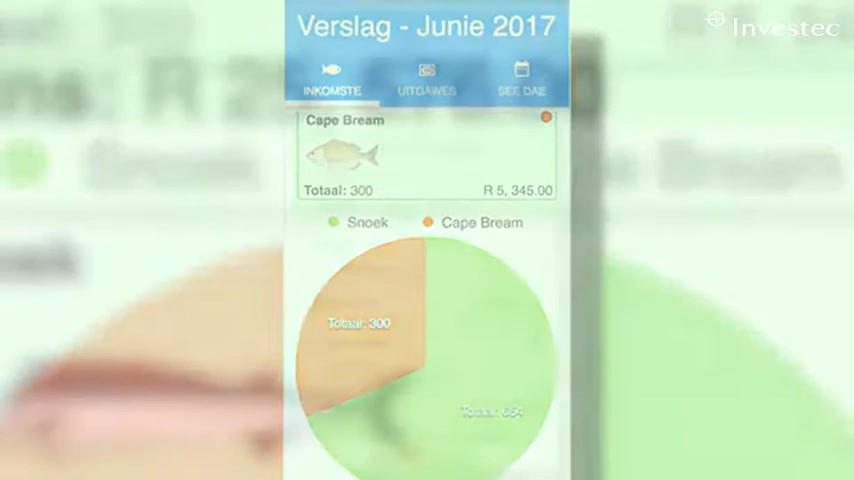 Verslag - Junie 2017
Investec
INKOMSTE
UITGAWES
SEE DAE
Cape Bream
Totaal: 300
R 5, 345.00
Snoek
Cape Bream
Totaal: 300
Totaal: 654